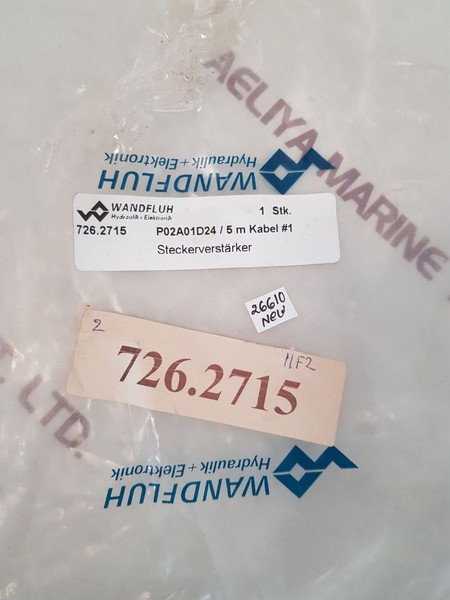 AELIYA MARINE
WANDFLUH
Hydraulik + Elektronik
WANDFLUH
Hydraulik + Elektronik
1 Stk.
726.2715
P02A01D24 / 5 m Kabel #1
Steckerverstärker
26610
New
2
11F2
726.2715
LTD.
Hydraulik + Elektronik
WANDFLUH